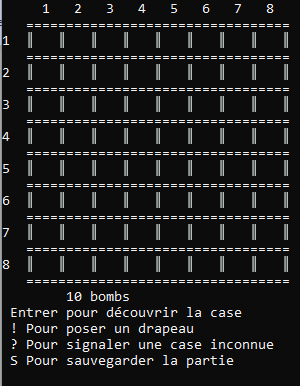 1 2 3 4 5 6 7 8
1
2
3
4
5
6
7
8
10 bombs
Entrer pour découvrir la case
! Pour poser un drapeau
? Pour signaler une case inconnue
S Pour sauvegarder la partie